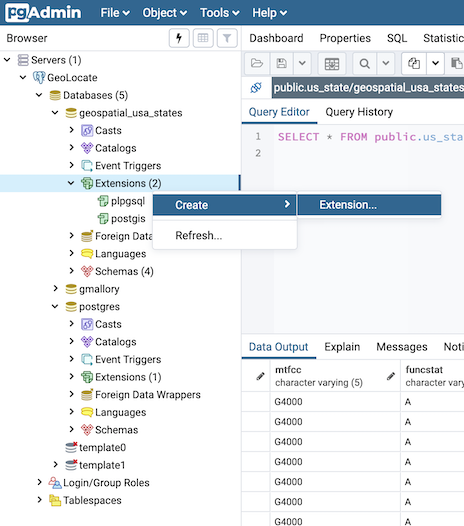 pgAdmin File Object Tools Help
Browser
Dashboard Properties SQL
Servers (1)
GeoLocate
Databases (5)
geospatial_usa_states
Casts
Catalogs
Event Triggers
Extensions (2)
plpgsql
postgis
Foreign Data
Languages
Schemas (4)
gmallory
postgres
Casts
Catalogs
Event Triggers
Extensions (1)
Foreign Data Wrappers
Languages
Schemas
template0
template1
Login/Group Roles
Tablespaces
Create
Extension...
Refresh...
public.us_state/geospatial_usa_states
Query Editor Query History
1 SELECT * FROM public.us_sta
2
Data Output Explain Messages
mtfcc
character varying (5)
funcstat
character vary
G4000 A
G4000 A
G4000 A
G4000 A
G4000 A
G4000 A